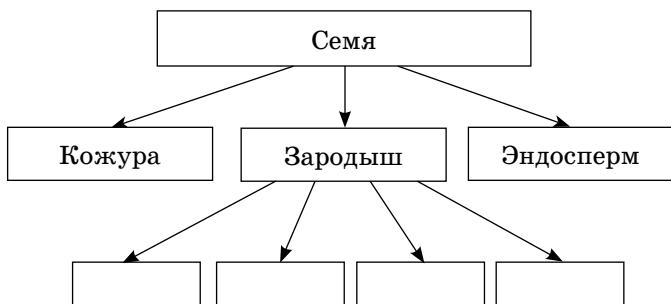 Семя
Кожура
Зародыш
Эндосперм